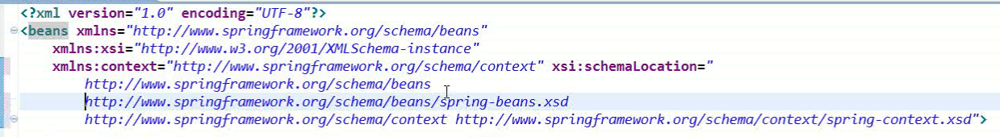 <?xml version="1.0" encoding="UTF-8"?>
<beans xmlns="http://www.springframework.org/schema/beans"
xmlns:xsi="http://www.w3.org/2001/XMLSchema-instance"
xmlns:context="http://www.springframework.org/schema/context" xsi:schemaLocation="
http://www.springframework.org/schema/beans
http://www.springframework.org/schema/beans/spring-beans.xsd
http://www.springframework.org/schema/context http://www.springframework.org/schema/context/spring-context.xsd">